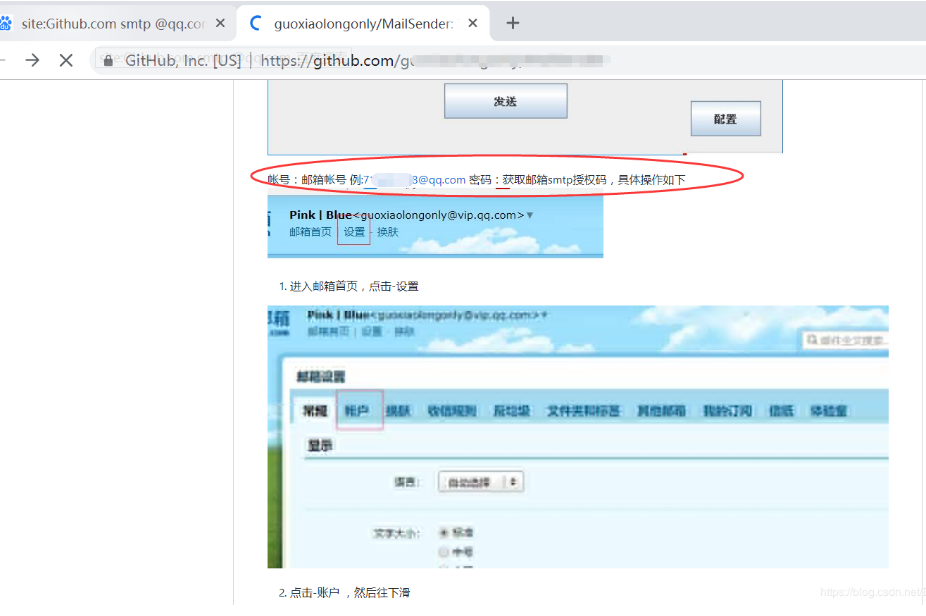 site:Github.com smtp @qq.co
guoxiaolongonly/MailSender:
GitHub, Inc. [US] | https://github.com/g
发送
配置
帐号：邮箱帐号 例:7 3@qq.com 密码：获取邮箱smtp授权码，具体操作如下
Pink | Blue<guoxiaolongonly@vip.qq.com>
邮箱首页 | 设置 - 换肤
1. 进入邮箱首页，点击-设置
Pink | Blue<guoxiaolongonly@vip.qq.com>
邮箱首页 | 设置 - 换肤
邮件全文搜索...
邮箱设置
常规 帐户 换肤 收信规则 反垃圾 文件夹和标签 其他邮箱 我的订阅 信纸 体验室
显示
语言: 自动选择
文字大小: 标准
中号
2. 点击-账户 ，然后往下滑
https://blog.csdn.net